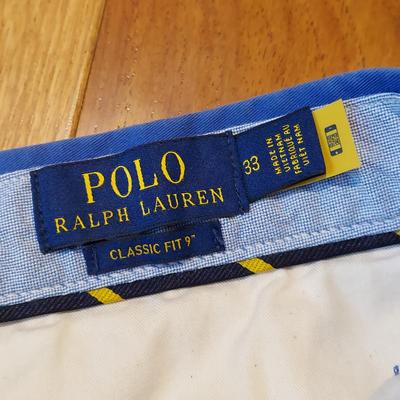 POLO
RALPH LAUREN
CLASSIC FIT 9"
33
MADE IN
VIETNAM
FABRIQUÉ AU
VIET NAM